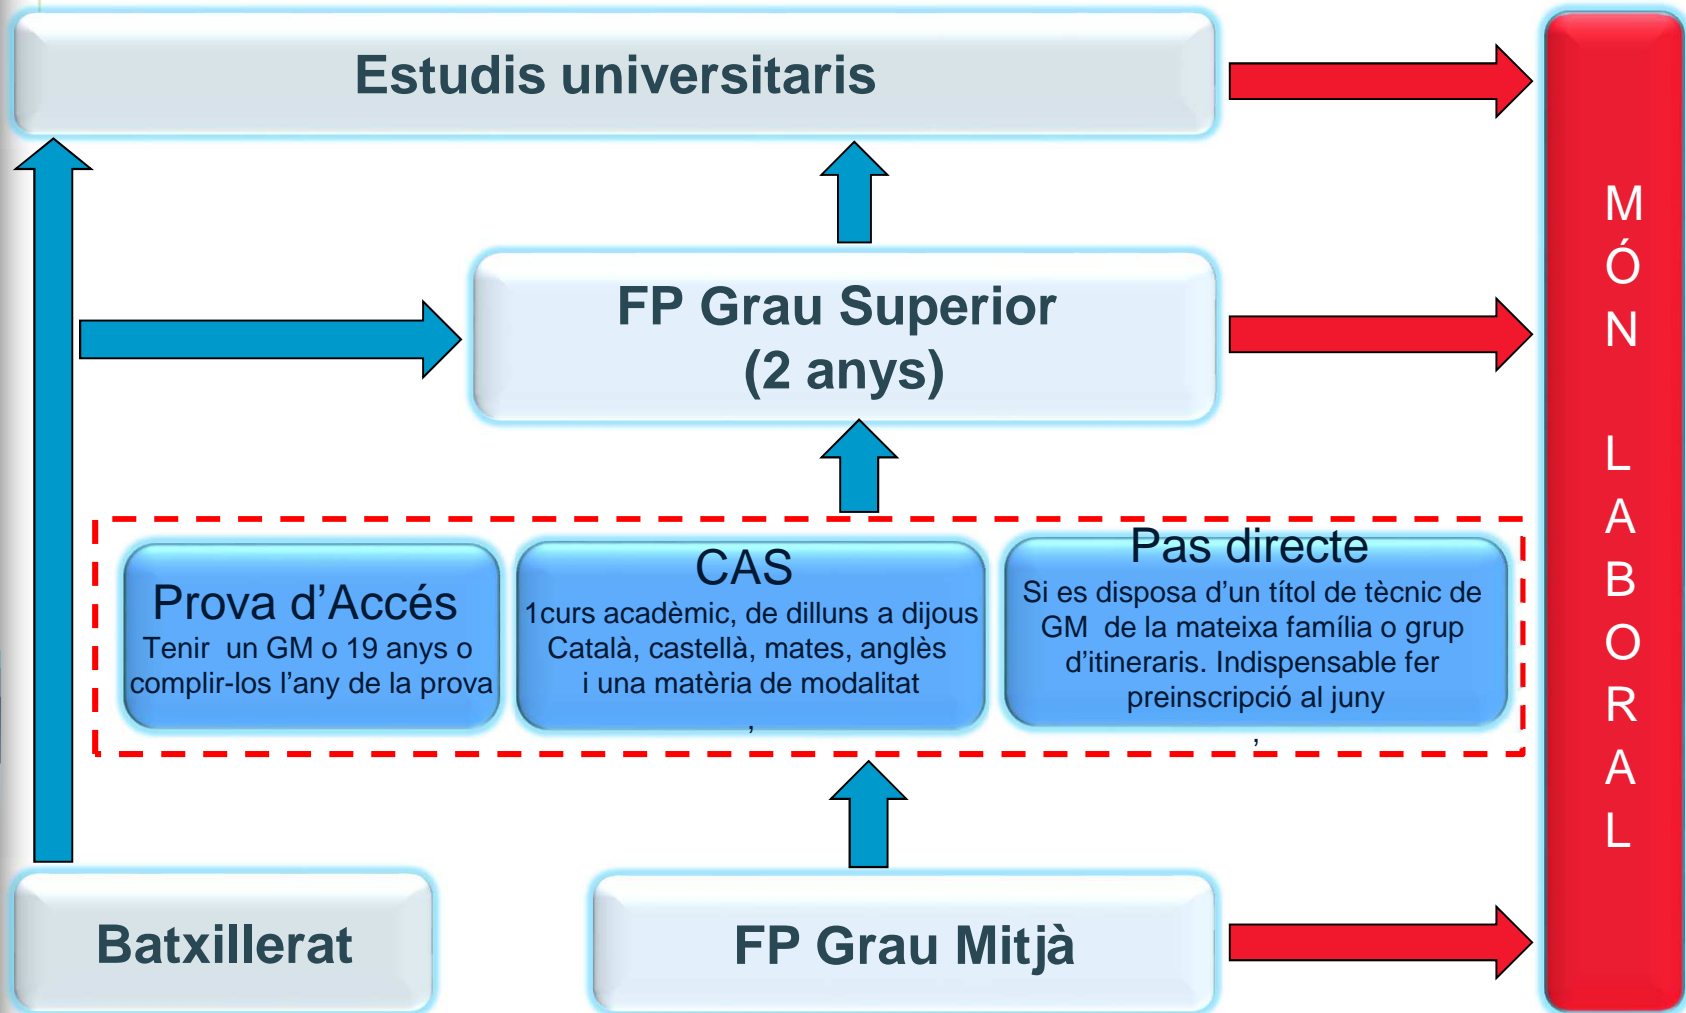 Estudis universitaris
FP Grau Superior
(2 anys)
Prova d’Accés
Tenir un GM o 19 anys o
complir-los l’any de la prova
CAS
1curs acadèmic, de dilluns a dijous
Català, castellà, mates, anglès
i una matèria de modalitat
,
Pas directe
Si es disposa d’un títol de tècnic de
GM de la mateixa família o grup
d’itineraris. Indispensable fer
preinscripció al juny
,
Batxillerat
FP Grau Mitjà
M
Ó
N
L
A
B
O
R
A
L